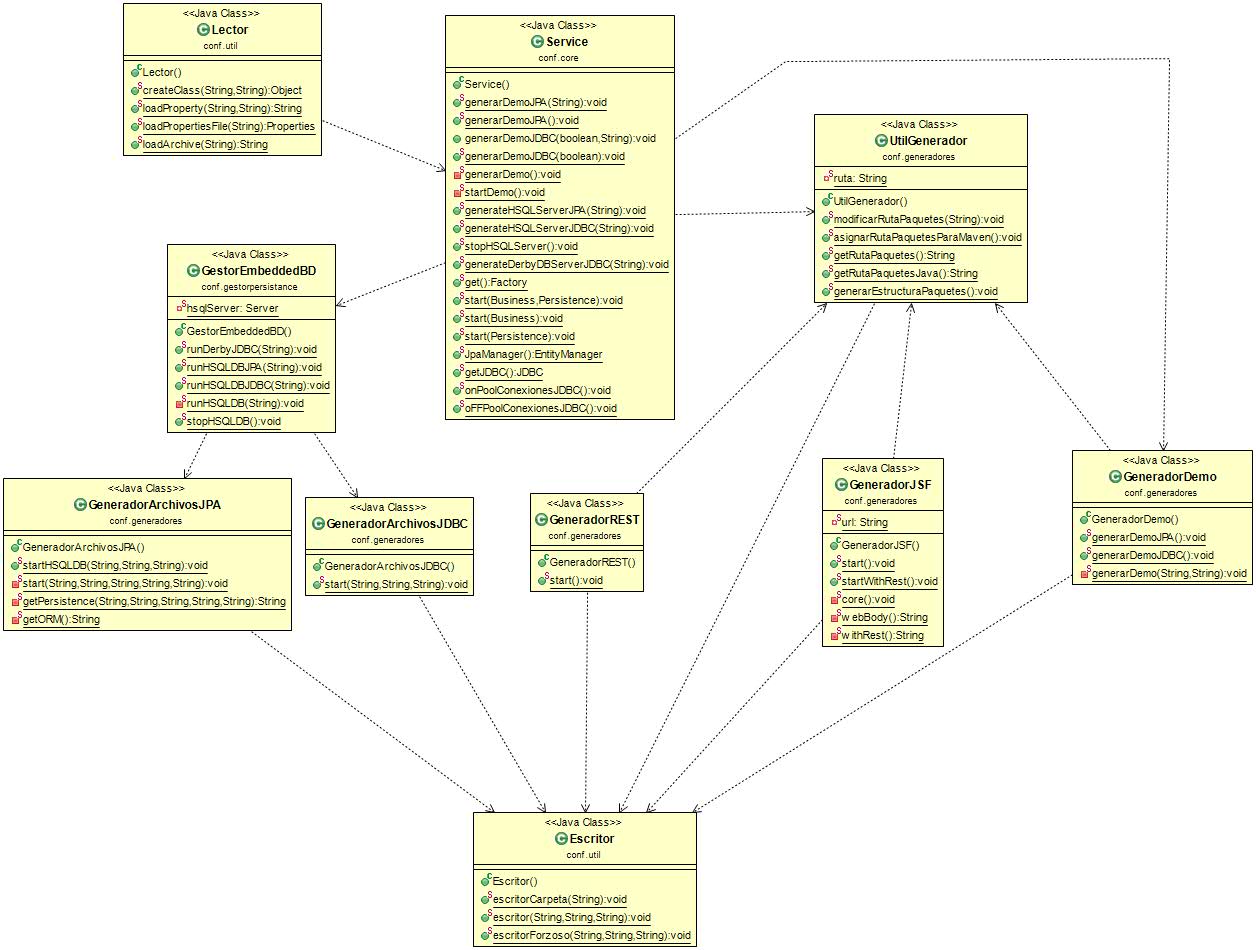 <<Java Class>>
Lector
conf.util
Lector()
createClass(String,String):Object
loadProperty(String,String):String
loadPropertiesFile(String):Properties
loadArchive(String):String
<<Java Class>>
Service
conf.core
Service()
generarDemoJPA(String):void
generarDemoJPA():void
generarDemoJDBC(boolean,String):void
generarDemoJDBC(boolean):void
generarDemo():void
startDemo():void
generateHSQLServerJPA(String):void
generateHSQLServerJDBC(String):void
stopHSQLServer():void
generateDerbyDBServerJDBC(String):void
get():Factory
start(Business,Persistence):void
start(Business):void
start(Persistence):void
JpaManager():EntityManager
getJDBC():JDBC
onPoolConexionesJDBC():void
oFFPoolConexionesJDBC():void
<<Java Class>>
UtilGenerador
conf.generadores
ruta: String
UtilGenerador()
modificarRutaPaquetes(String):void
asignarRutaPaquetesParaMaven():void
getRutaPaquetes():String
getRutaPaquetesJava():String
generarEstructuraPaquetes():void
<<Java Class>>
GestorEmbeddedBD
conf.gestorpersistance
hsqlServer: Server
GestorEmbeddedBD()
runDerbyJDBC(String):void
runHSQLDBJPA(String):void
runHSQLDBJDBC(String):void
runHSQLDB(String):void
stopHSQLDB():void
<<Java Class>>
GeneradorArchivosJPA
conf.generadores
GeneradorArchivosJPA()
startHSQLDB(String,String,String):void
start(String,String,String,String,String):void
getPersistence(String,String,String,String,String):String
getORM():String
<<Java Class>>
GeneradorArchivosJDBC
conf.generadores
GeneradorArchivosJDBC()
start(String,String,String,String):void
<<Java Class>>
GeneradorREST
conf.generadores
GeneradorREST()
start():void
<<Java Class>>
GeneradorJSF
conf.generadores
url: String
GeneradorJSF()
start():void
startWithRest():void
core():void
webBody():String
withRest():String
<<Java Class>>
GeneradorDemo
conf.generadores
GeneradorDemo()
generarDemoJPA():void
generarDemoJDBC():void
generarDemo(String,String):void
<<Java Class>>
Escritor
conf.util
Escritor()
escritorCarpeta(String):void
escritor(String,String,String):void
escritorForzoso(String,String,String):void